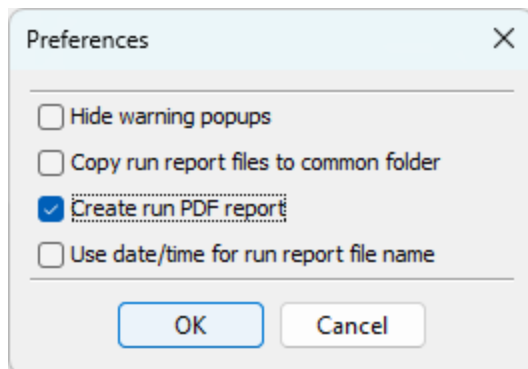 Preferences
Hide warning popups
Copy run report files to common folder
Create run PDF report
Use date/time for run report file name
OK Cancel